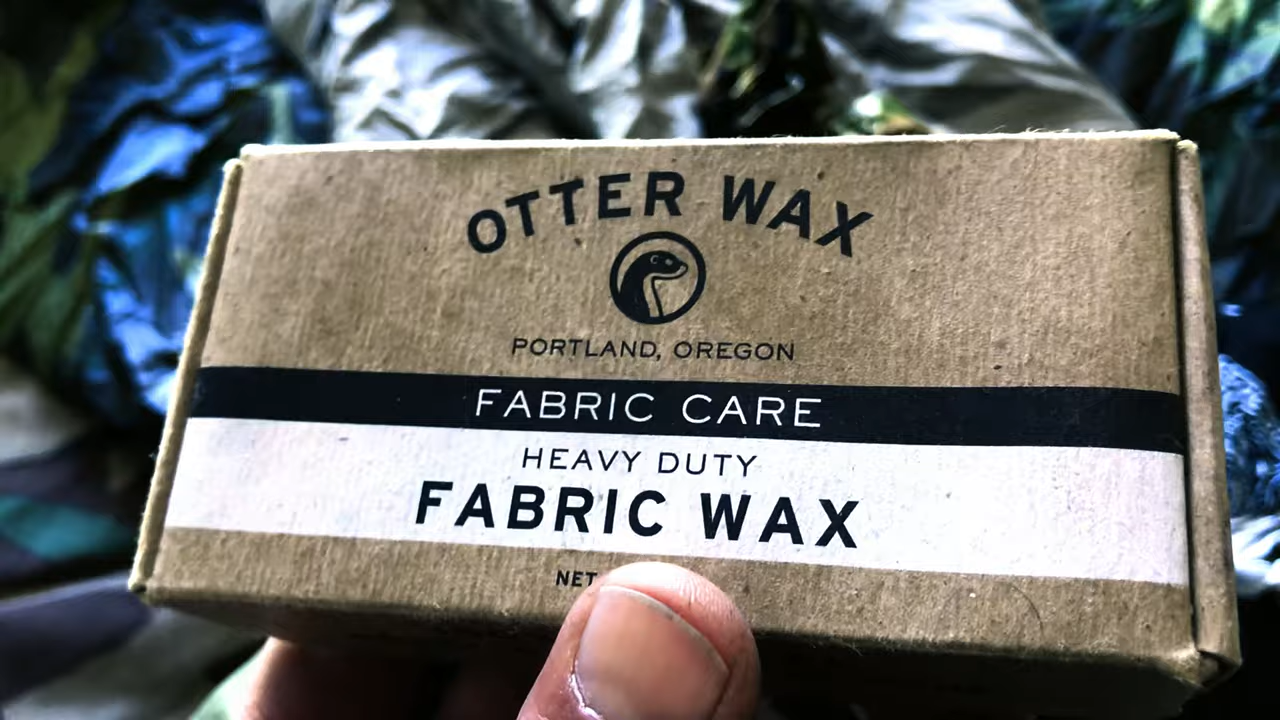 OTTER WAX
PORTLAND, OREGON
FABRIC CARE
HEAVY DUTY
FABRIC WAX
NET